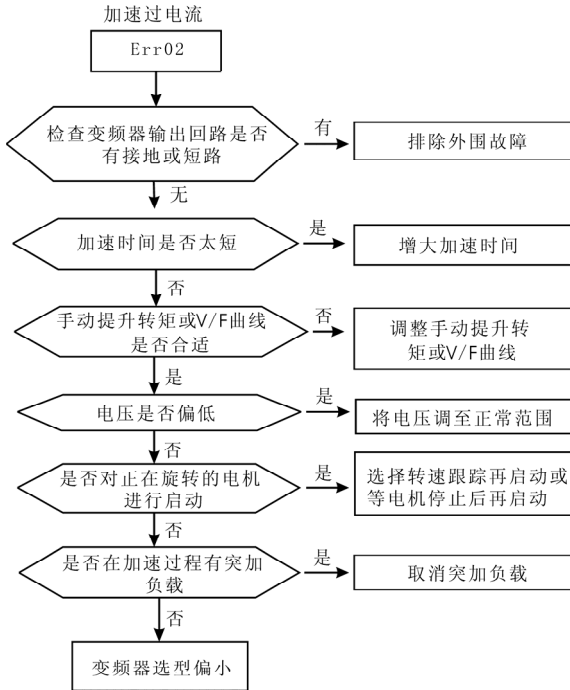 加速过电流
Err02
检查变频器输出回路是否
有接地或短路
有
排除外围故障
无
加速时间是否太短
是
增大加速时间
否
手动提升转矩或V/F曲线
是否合适
否
调整手动提升转
矩或V/F曲线
是
电压是否偏低
是
将电压调至正常范围
否
是否对正在旋转的电机
进行启动
是
选择转速跟踪再启动或
等电机停止后再启动
否
是否在加速过程有突加
负载
是
取消突加负载
否
变频器选型偏小